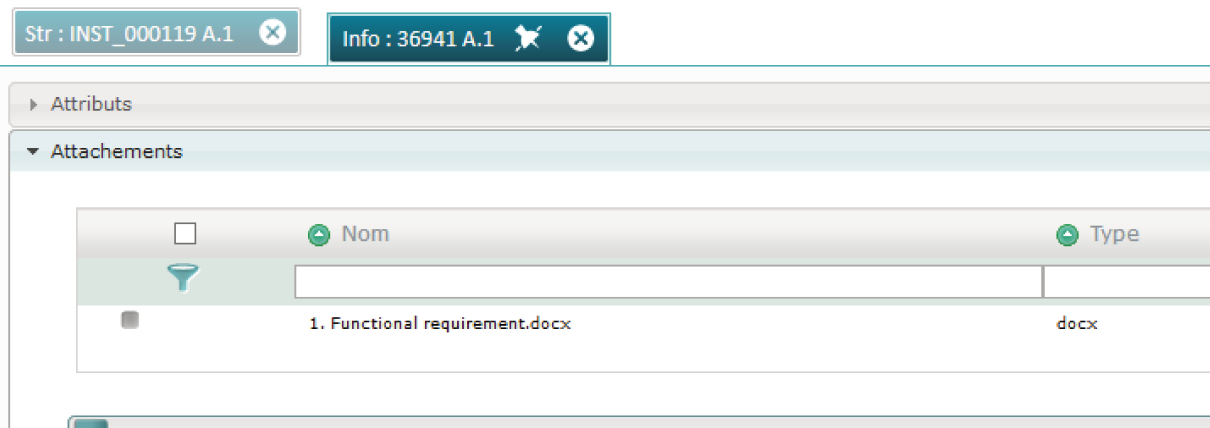 Str : INST_000119 A.1
Info : 36941 A.1
Attributs
Attachements
Nom Type
1. Functional requirement.docx docx